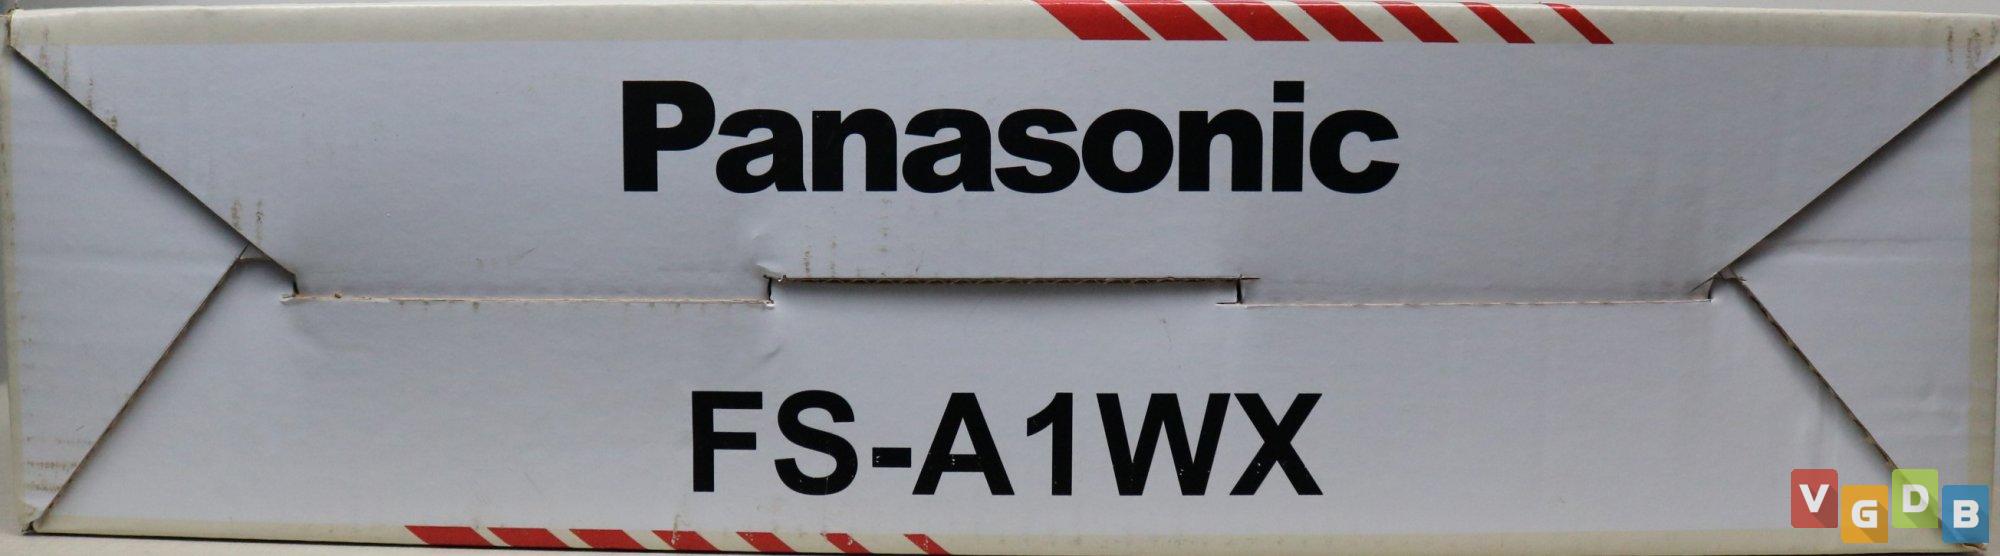 Panasonic
FS-A1WX
VGDB